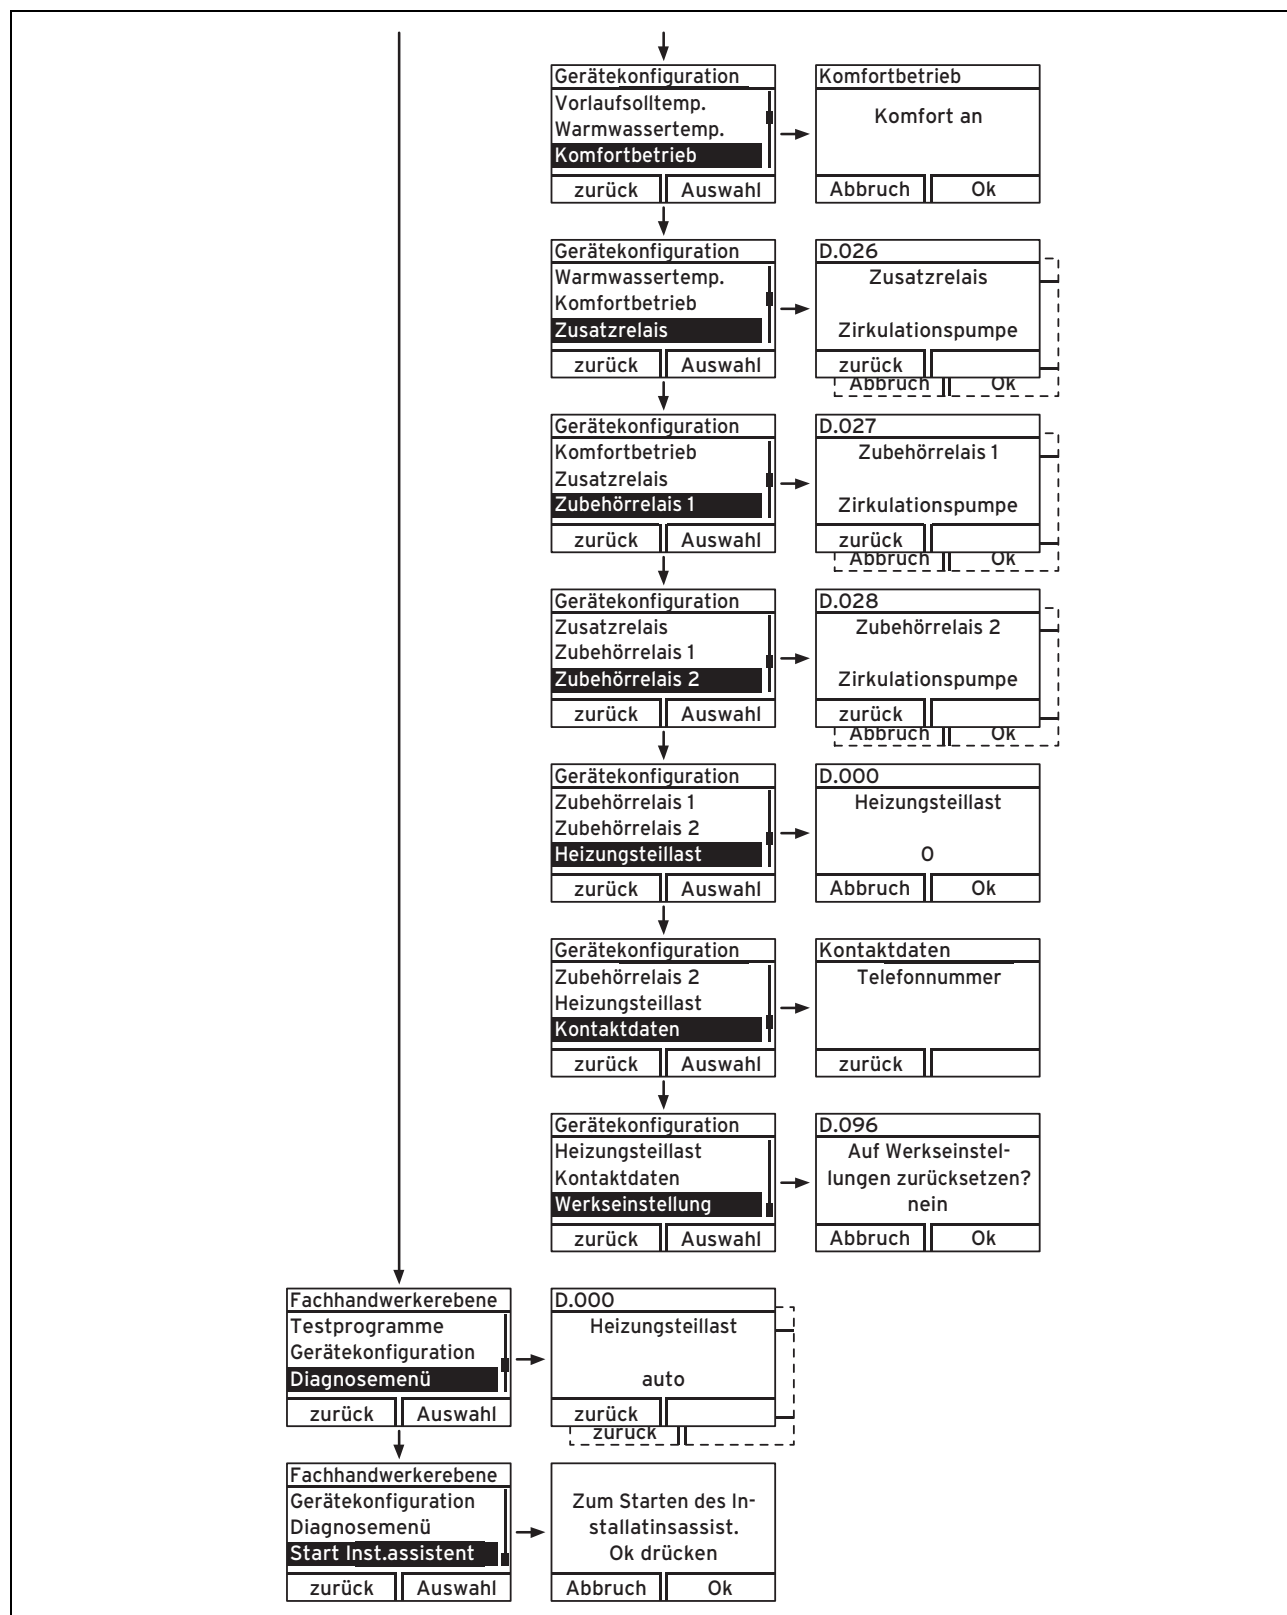 Gerätekonfiguration
Vorlaufsolltemp.
Warmwassertemp.
Komfortbetrieb
zurück Auswahl
Komfortbetrieb
Komfort an
Abbruch Ok
Gerätekonfiguration
Warmwassertemp.
Komfortbetrieb
Zusatzrelais
zurück Auswahl
D.026
Zusatzrelais
Zirkulationspumpe
zurück
Abbruch Ok
Gerätekonfiguration
Komfortbetrieb
Zusatzrelais
Zubehörrelais 1
zurück Auswahl
D.027
Zubehörrelais 1
Zirkulationspumpe
zurück
Abbruch Ok
Gerätekonfiguration
Zusatzrelais
Zubehörrelais 1
Zubehörrelais 2
zurück Auswahl
D.028
Zubehörrelais 2
Zirkulationspumpe
zurück
Abbruch Ok
Gerätekonfiguration
Zubehörrelais 1
Zubehörrelais 2
Heizungsteillast
zurück Auswahl
D.000
Heizungsteillast
0
Abbruch Ok
Gerätekonfiguration
Zubehörrelais 2
Heizungsteillast
Kontaktdaten
zurück Auswahl
Kontaktdaten
Telefonnummer
zurück
Gerätekonfiguration
Heizungsteillast
Kontaktdaten
Werkseinstellung
zurück Auswahl
D.096
Auf Werkseinstel-
lungen zurücksetzen?
nein
Abbruch Ok
Fachhandwerkerebene
Testprogramme
Gerätekonfiguration
Diagnosemenü
zurück Auswahl
D.000
Heizungsteillast
auto
zurück
zurück
Fachhandwerkerebene
Gerätekonfiguration
Diagnosemenü
Start Inst.assistent
zurück Auswahl
Zum Starten des In-
stallatinsassist.
Ok drücken
Abbruch Ok